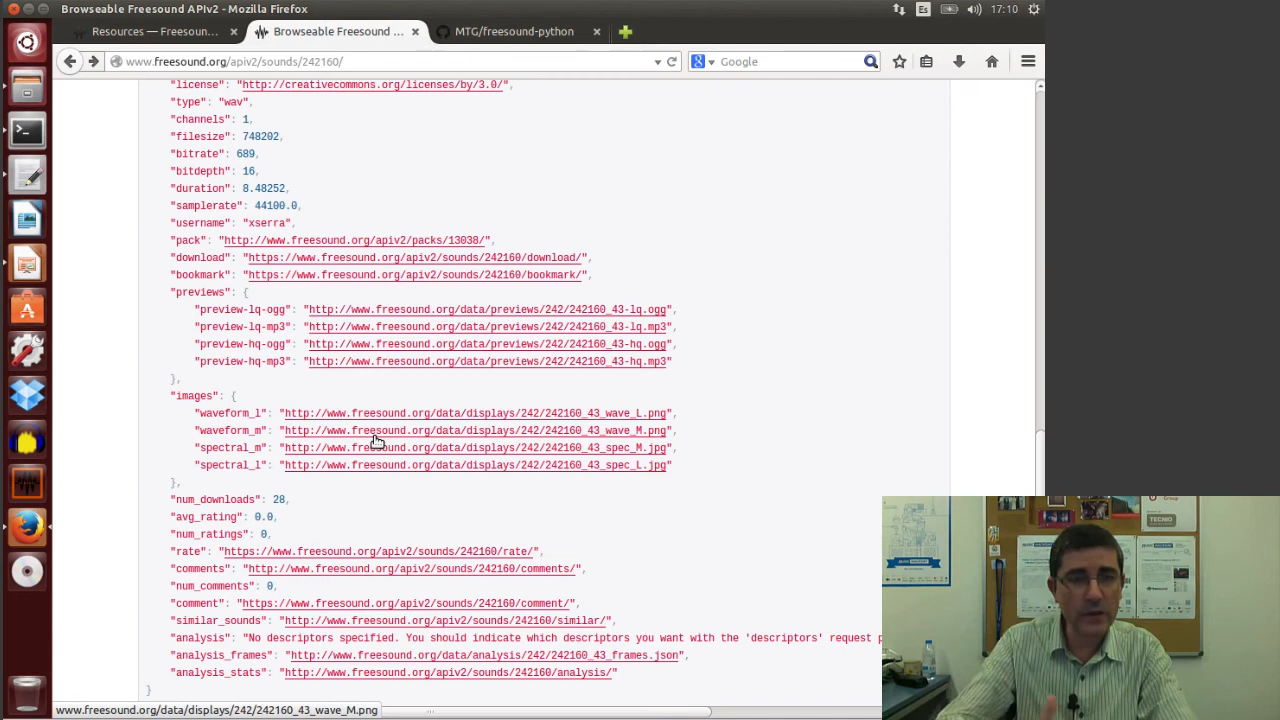 Browseable Freesound APIv2 - Mozilla Firefox
Es
17:10
Resources — Freesoun... ×
Browseable Freesound ... ×
MTG/freesound-python ×
www.freesound.org/apiv2/sounds/242160/
Google
"license": "http://creativecommons.org/licenses/by/3.0/",
"type": "wav",
"channels": 1,
"filesize": 748202,
"bitrate": 689,
"bitdepth": 16,
"duration": 8.48252,
"samplerate": 44100.0,
"username": "xserra",
"pack": "http://www.freesound.org/apiv2/packs/13038/",
"download": "https://www.freesound.org/apiv2/sounds/242160/download/",
"bookmark": "https://www.freesound.org/apiv2/sounds/242160/bookmark/",
"previews": {
"preview-lq-ogg": "http://www.freesound.org/data/previews/242/242160_43-lq.ogg",
"preview-lq-mp3": "http://www.freesound.org/data/previews/242/242160_43-lq.mp3",
"preview-hq-ogg": "http://www.freesound.org/data/previews/242/242160_43-hq.ogg",
"preview-hq-mp3": "http://www.freesound.org/data/previews/242/242160_43-hq.mp3"
},
"images": {
"waveform_l": "http://www.freesound.org/data/displays/242/242160_43_wave_L.png",
"waveform_m": "http://www.freesound.org/data/displays/242/242160_43_wave_M.png",
"spectral_m": "http://www.freesound.org/data/displays/242/242160_43_spec_M.jpg",
"spectral_l": "http://www.freesound.org/data/displays/242/242160_43_spec_L.jpg"
},
"num_downloads": 28,
"avg_rating": 0.0,
"num_ratings": 0,
"rate": "https://www.freesound.org/apiv2/sounds/242160/rate/",
"comments": "http://www.freesound.org/apiv2/sounds/242160/comments/",
"num_comments": 0,
"comment": "https://www.freesound.org/apiv2/sounds/242160/comment/",
"similar_sounds": "http://www.freesound.org/apiv2/sounds/242160/similar/",
"analysis": "No descriptors specified. You should indicate which descriptors you want with the 'descriptors' request p
"analysis_frames": "http://www.freesound.org/data/analysis/242/242160_43_frames.json",
"analysis_stats": "http://www.freesound.org/apiv2/sounds/242160/analysis/"
}
www.freesound.org/data/displays/242/242160_43_wave_M.png
Group
TECNIO